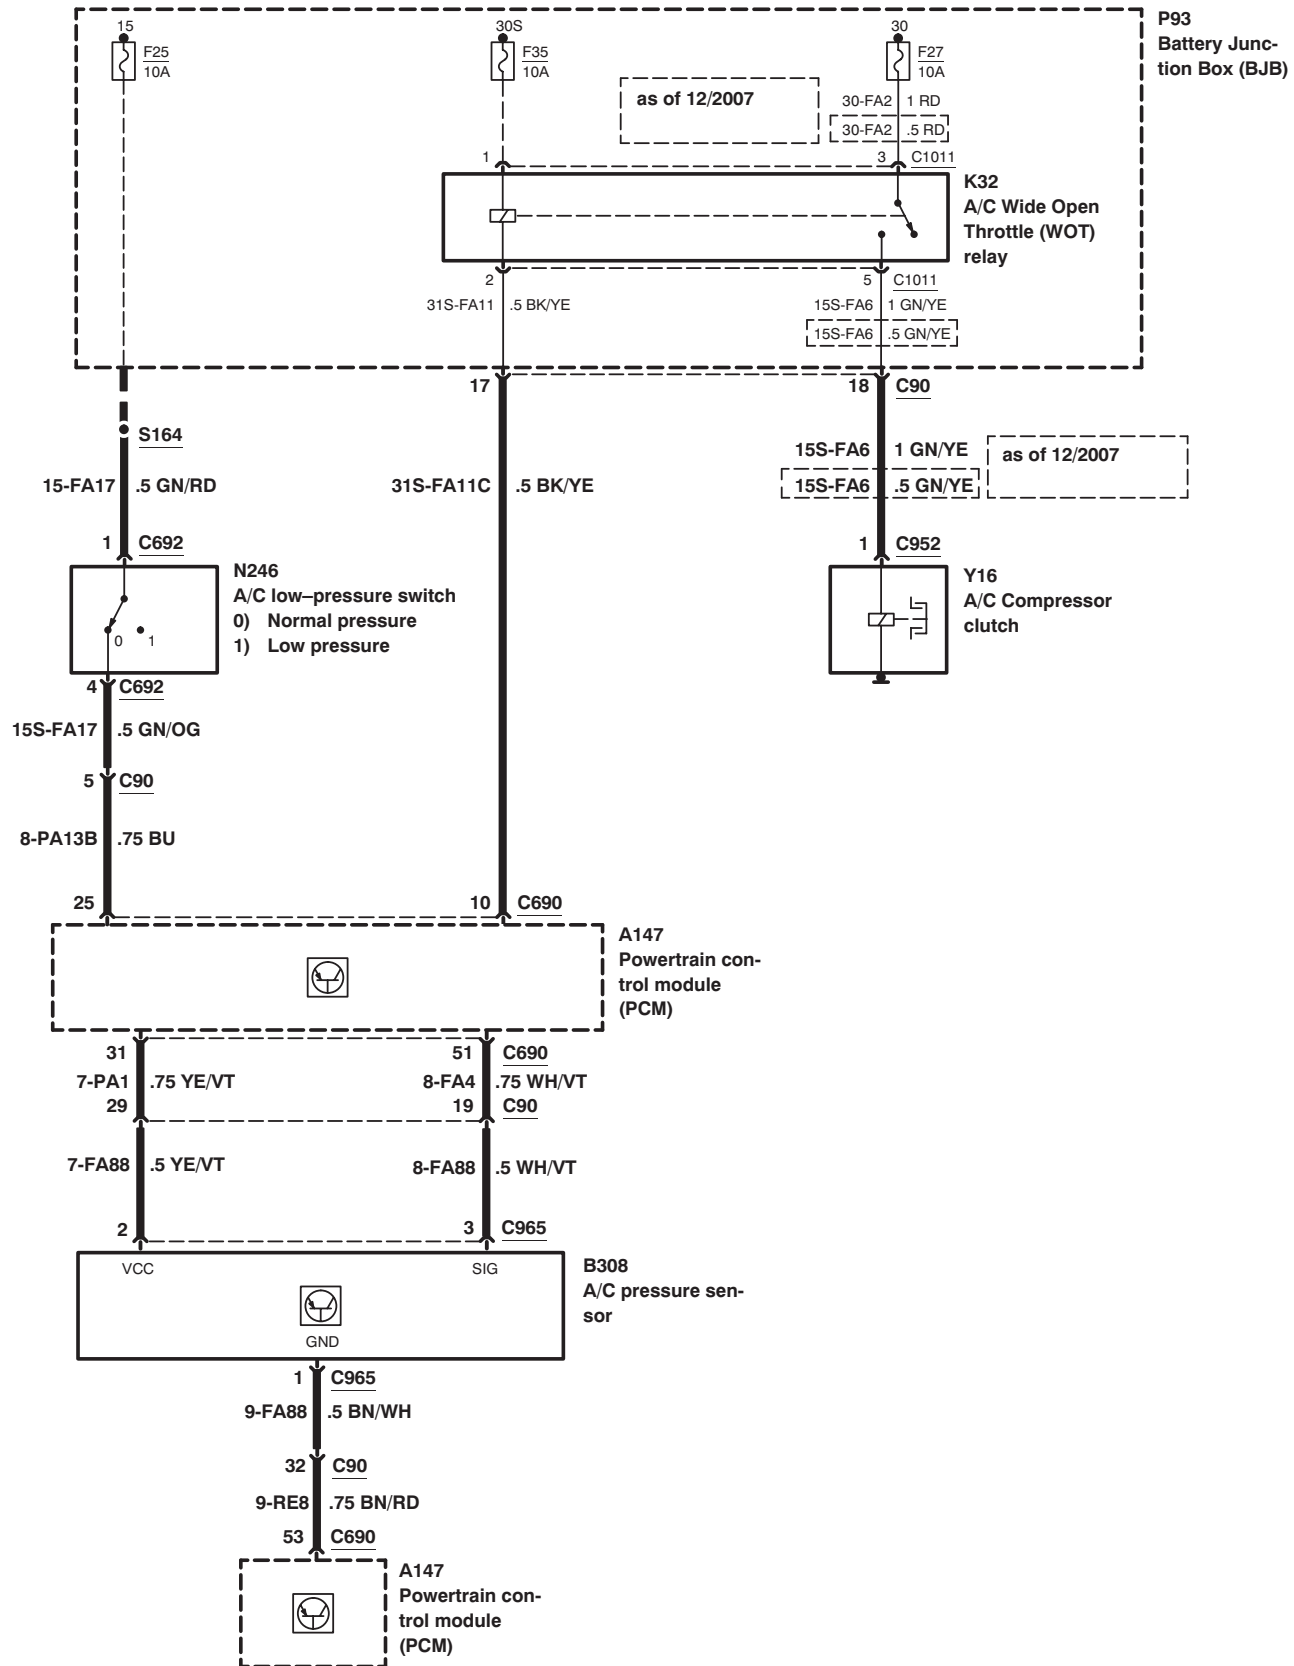 P93
Battery Junc-
tion Box (BJB)
15
F25
10A
30S
F35
10A
30
F27
10A
as of 12/2007
30-FA2 1 RD
30-FA2 .5 RD
1
3 C1011
K32
A/C Wide Open
Throttle (WOT)
relay
2
5 C1011
31S-FA11 .5 BK/YE
15S-FA6 1 GN/YE
15S-FA6 .5 GN/YE
17
18 C90
S164
15-FA17 .5 GN/RD
31S-FA11C .5 BK/YE
15S-FA6 1 GN/YE
15S-FA6 .5 GN/YE
as of 12/2007
1 C692
1 C952
N246
A/C low–pressure switch
0) Normal pressure
1) Low pressure
0 1
Y16
A/C Compressor
clutch
4 C692
15S-FA17 .5 GN/OG
5 C90
8-PA13B .75 BU
25
10 C690
A147
Powertrain con-
trol module
(PCM)
31
51 C690
7-PA1 .75 YE/VT
8-FA4 .75 WH/VT
29
19 C90
7-FA88 .5 YE/VT
8-FA88 .5 WH/VT
2
3 C965
VCC
SIG
GND
B308
A/C pressure sen-
sor
1 C965
9-FA88 .5 BN/WH
32 C90
9-RE8 .75 BN/RD
53 C690
A147
Powertrain con-
trol module
(PCM)